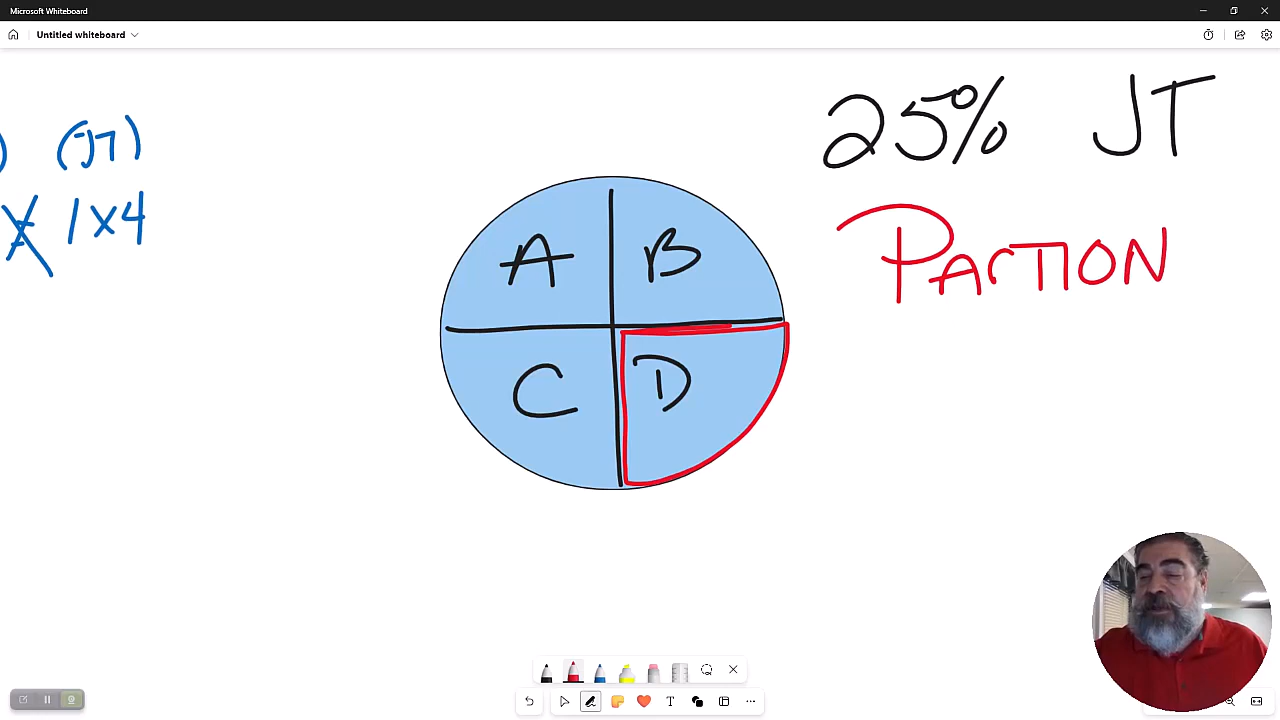 Microsoft Whiteboard
Untitled whiteboard
) (JT)
X 1X4
25% JT
PARTION
A B
C D
T